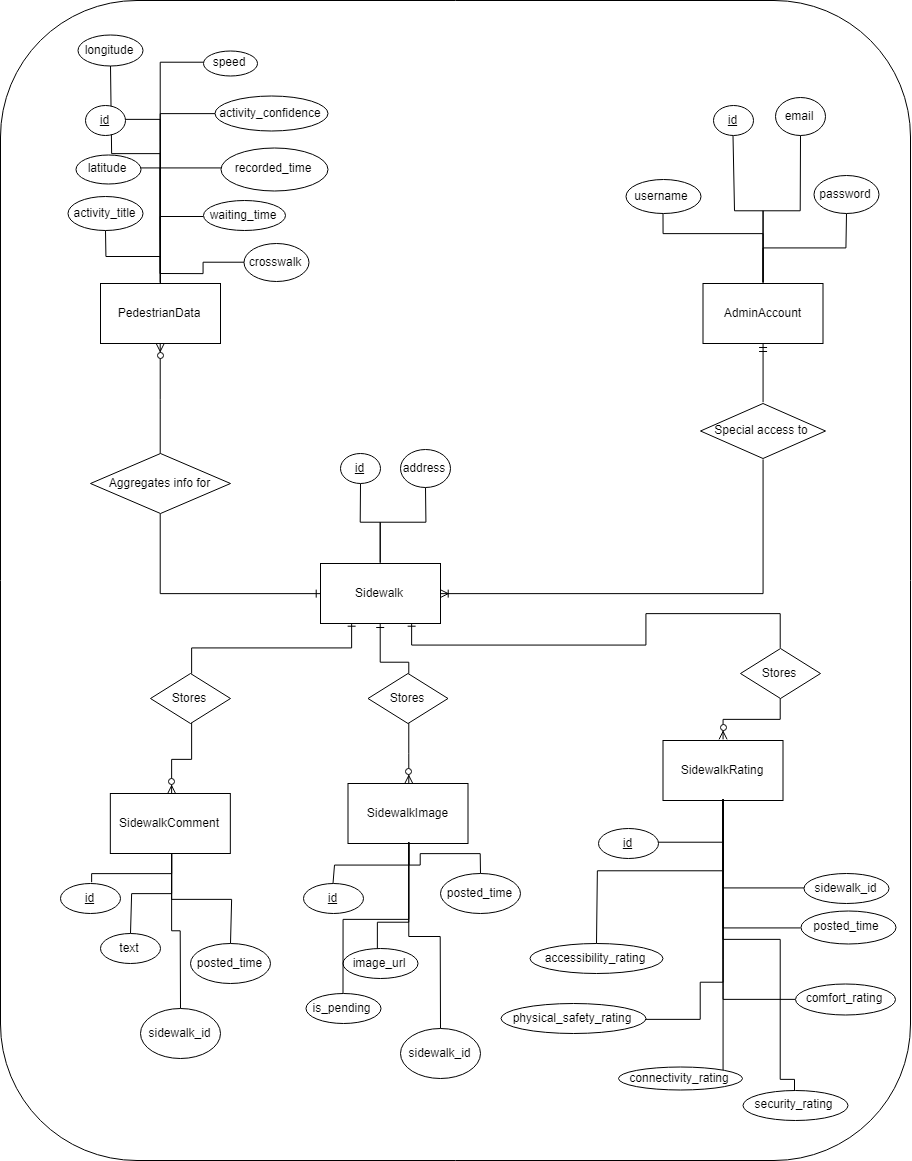 longitude
speed
id
activity_confidence
latitude
recorded_time
activity_title
waiting_time
crosswalk
PedestrianData
id
email
username
password
AdminAccount
Special access to
Aggregates info for
id
address
Sidewalk
Stores
Stores
Stores
SidewalkComment
SidewalkImage
SidewalkRating
id
text
posted_time
sidewalk_id
id
posted_time
image_url
is_pending
sidewalk_id
id
sidewalk_id
posted_time
accessibility_rating
comfort_rating
physical_safety_rating
connectivity_rating
security_rating